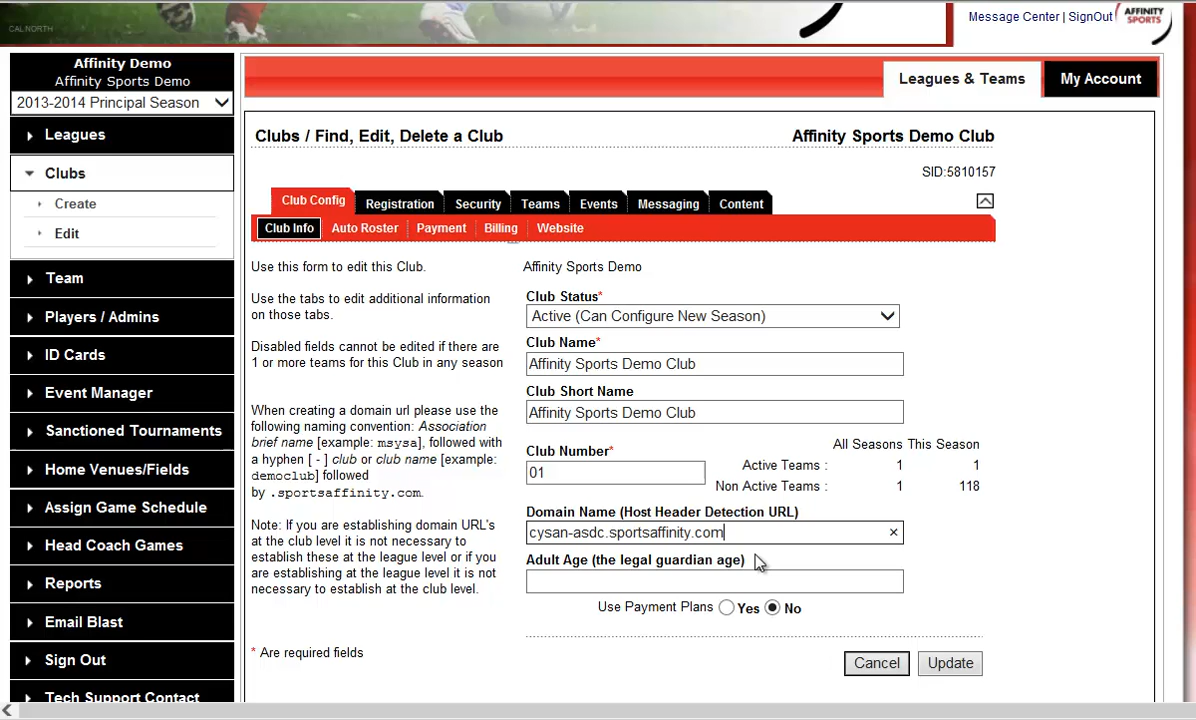 CAL NORTH
Message Center | SignOut
AFFINITY
SPORTS
Affinity Demo
Affinity Sports Demo
2013-2014 Principal Season
Leagues
Clubs
Create
Edit
Team
Players / Admins
ID Cards
Event Manager
Sanctioned Tournaments
Home Venues/Fields
Assign Game Schedule
Head Coach Games
Reports
Email Blast
Sign Out
Tech Support Contact
Leagues & Teams
My Account
Clubs / Find, Edit, Delete a Club
Affinity Sports Demo Club
SID:5810157
Club Config
Registration
Security
Teams
Events
Messaging
Content
Club Info
Auto Roster
Payment
Billing
Website
Use this form to edit this Club.
Use the tabs to edit additional information
on those tabs.
Disabled fields cannot be edited if there are
1 or more teams for this Club in any season
When creating a domain url please use the
following naming convention: Association
brief name [example: msysa], followed with
a hyphen [ - ] club or club name [example:
democlub] followed
by .sportsaffinity.com.
Note: If you are establishing domain URL's
at the club level it is not necessary to
establish these at the league level or if you
are establishing at the league level it is not
necessary to establish at the club level.
* Are required fields
Affinity Sports Demo
Club Status*
Active (Can Configure New Season)
Club Name*
Affinity Sports Demo Club
Club Short Name
Affinity Sports Demo Club
Club Number*
01
All Seasons This Season
Active Teams : 1 1
Non Active Teams : 1 118
Domain Name (Host Header Detection URL)
cysan-asdc.sportsaffinity.com
Adult Age (the legal guardian age)
Use Payment Plans Yes No
Cancel
Update